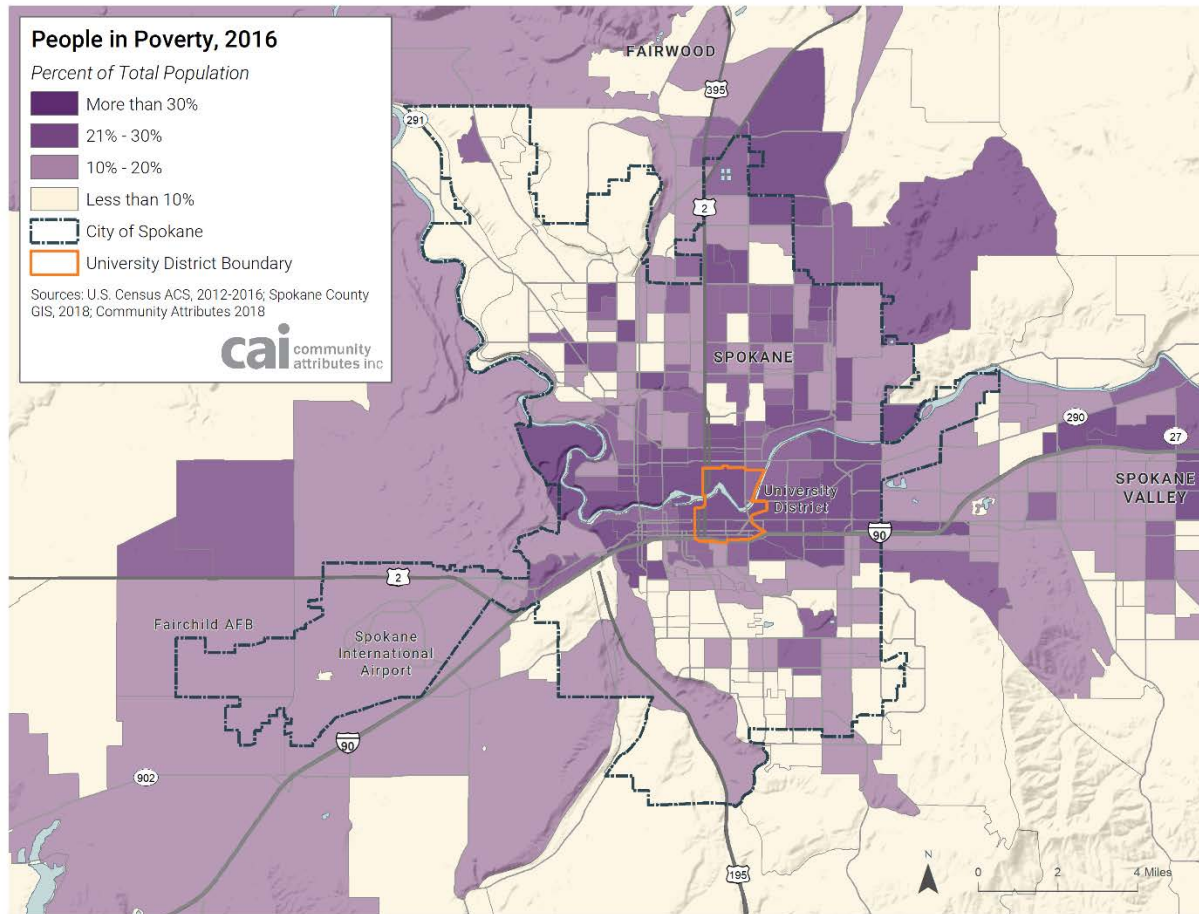 People in Poverty, 2016
Percent of Total Population
More than 30%
21% - 30%
10% - 20%
Less than 10%
City of Spokane
University District Boundary
Sources: U.S. Census ACS, 2012-2016; Spokane County
GIS, 2018; Community Attributes 2018
cai community
attributes inc
FAIRWOOD
395
291
2
SPOKANE
290
27
SPOKANE
VALLEY
University
District
90
2
Fairchild AFB
Spokane
International
Airport
90
902
195
N
0 2 4 Miles